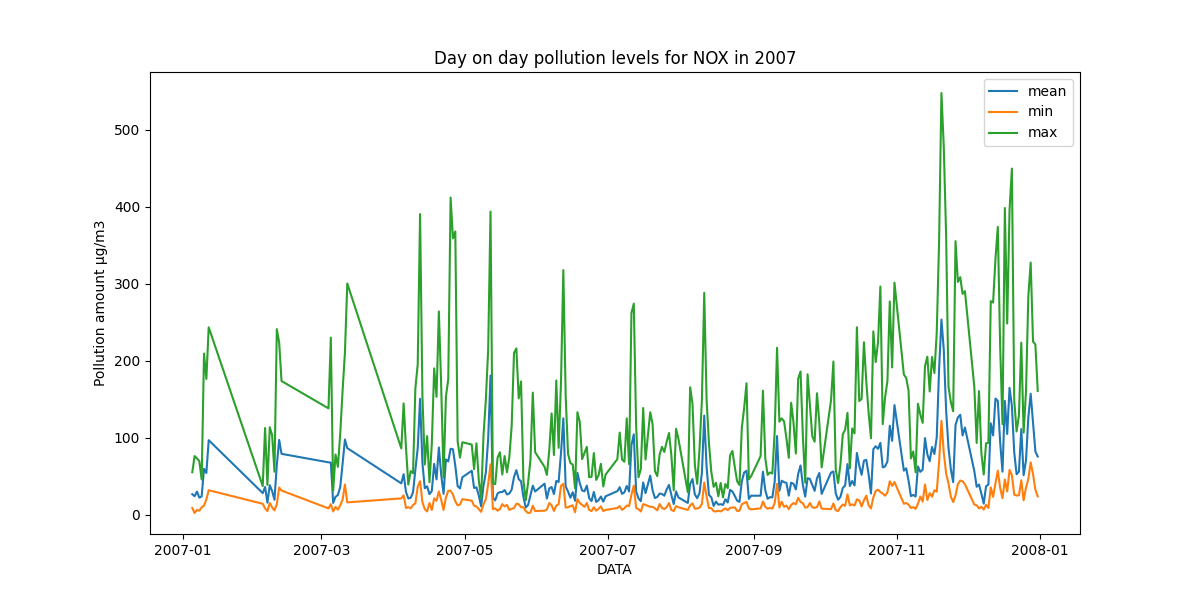 Day on day pollution levels for NOX in 2007
mean
min
max
500
400
300
200
100
0
Pollution amount µg/m3
2007-01
2007-03
2007-05
2007-07
2007-09
2007-11
2008-01
DATA